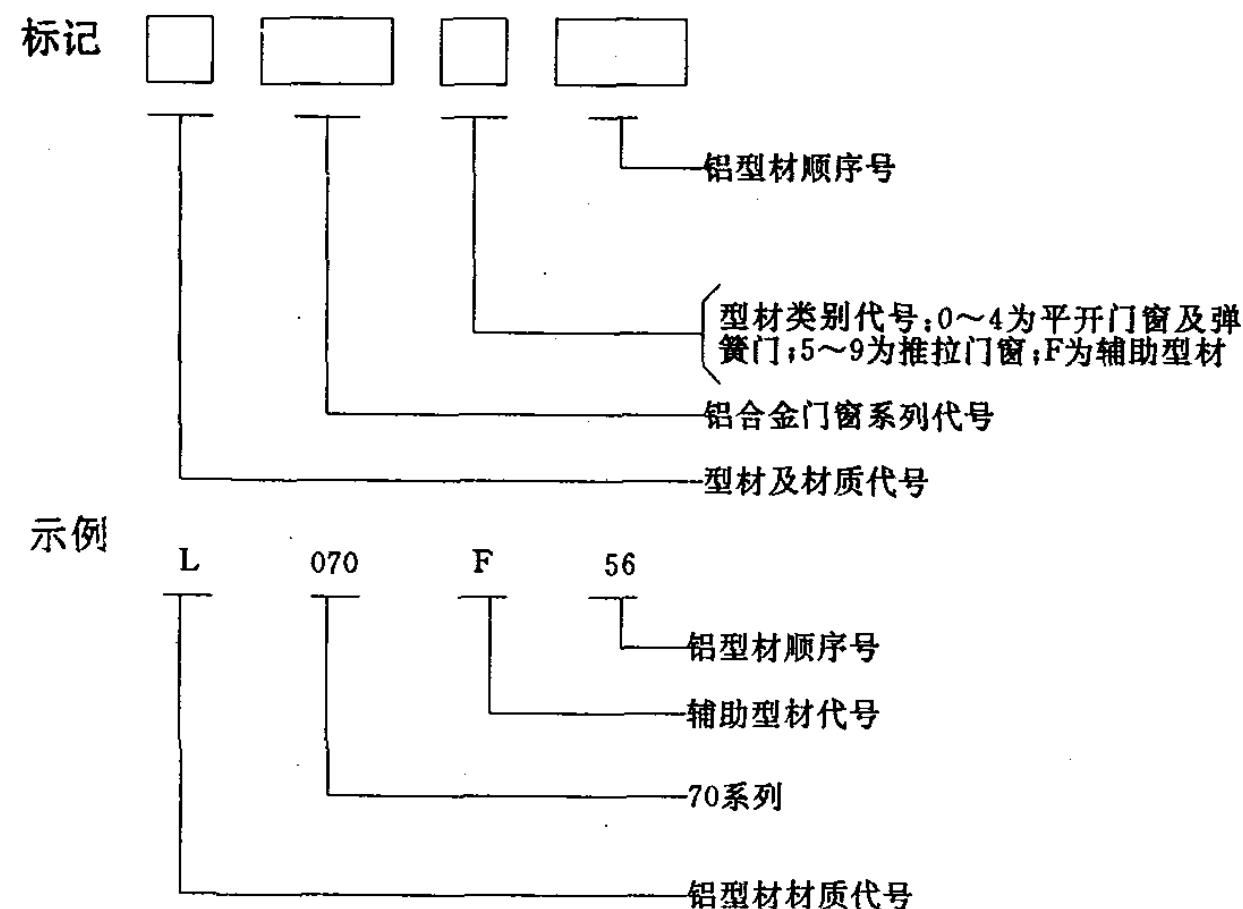 标记
铝型材顺序号
型材类别代号;0～4为平开门窗及弹
簧门;5～9为推拉门窗;F为辅助型材
铝合金门窗系列代号
型材及材质代号
示例
L 070 F 56
铝型材顺序号
辅助型材代号
70系列
铝型材材质代号